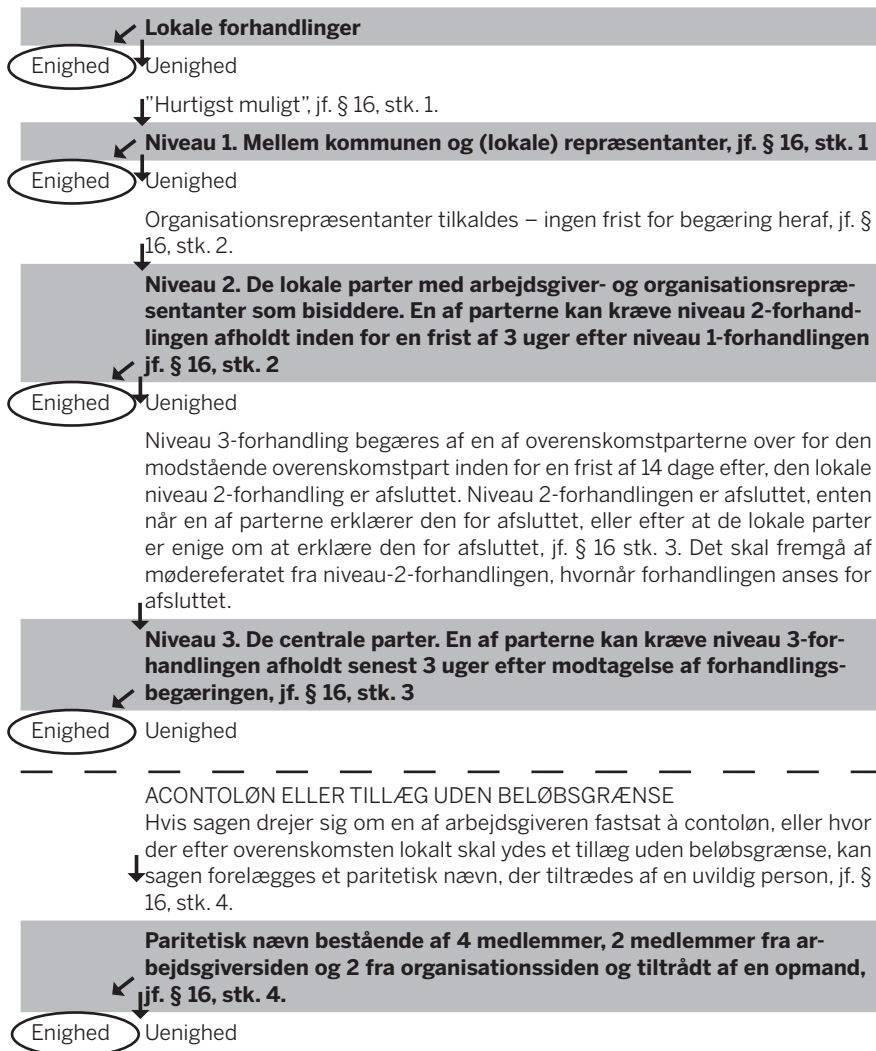 Lokale forhandlinger
Enighed Uenighed
”Hurtigst muligt”, jf. § 16, stk. 1.
Niveau 1. Mellem kommunen og (lokale) repræsentanter, jf. § 16, stk. 1
Enighed Uenighed
Organisationsrepræsentanter tilkaldes – ingen frist for begæring heraf, jf. §
16, stk. 2.
Niveau 2. De lokale parter med arbejdsgiver- og organisationsrepræ-
sentanter som bisiddere. En af parterne kan kræve niveau 2-forhand-
lingen afholdt inden for en frist af 3 uger efter niveau 1-forhandlingen
jf. § 16, stk. 2
Enighed Uenighed
Niveau 3-forhandling begæres af en af overenskomstparterne over for den
modstående overenskomstpart inden for en frist af 14 dage efter, den lokale
niveau 2-forhandling er afsluttet. Niveau 2-forhandlingen er afsluttet, enten
når en af parterne erklærer den for afsluttet, eller efter at de lokale parter
er enige om at erklære den for afsluttet, jf. § 16 stk. 3. Det skal fremgå af
mødereferatet fra niveau-2-forhandlingen, hvornår forhandlingen anses for
afsluttet.
Niveau 3. De centrale parter. En af parterne kan kræve niveau 3-for-
handlingen afholdt senest 3 uger efter modtagelse af forhandlings-
begæringen, jf. § 16, stk. 3
Enighed Uenighed
ACONTOLØN ELLER TILLÆG UDEN BELØBSGRÆNSE
Hvis sagen drejer sig om en af arbejdsgiveren fastsat à contoløn, eller hvor
der efter overenskomsten lokalt skal ydes et tillæg uden beløbsgrænse, kan
sagen forelægges et paritetisk nævn, der tiltrædes af en uvildig person, jf. §
16, stk. 4.
Paritetisk nævn bestående af 4 medlemmer, 2 medlemmer fra ar-
bejdsgiversiden og 2 fra organisationssiden og tiltrådt af en opmand,
jf. § 16, stk. 4.
Enighed Uenighed